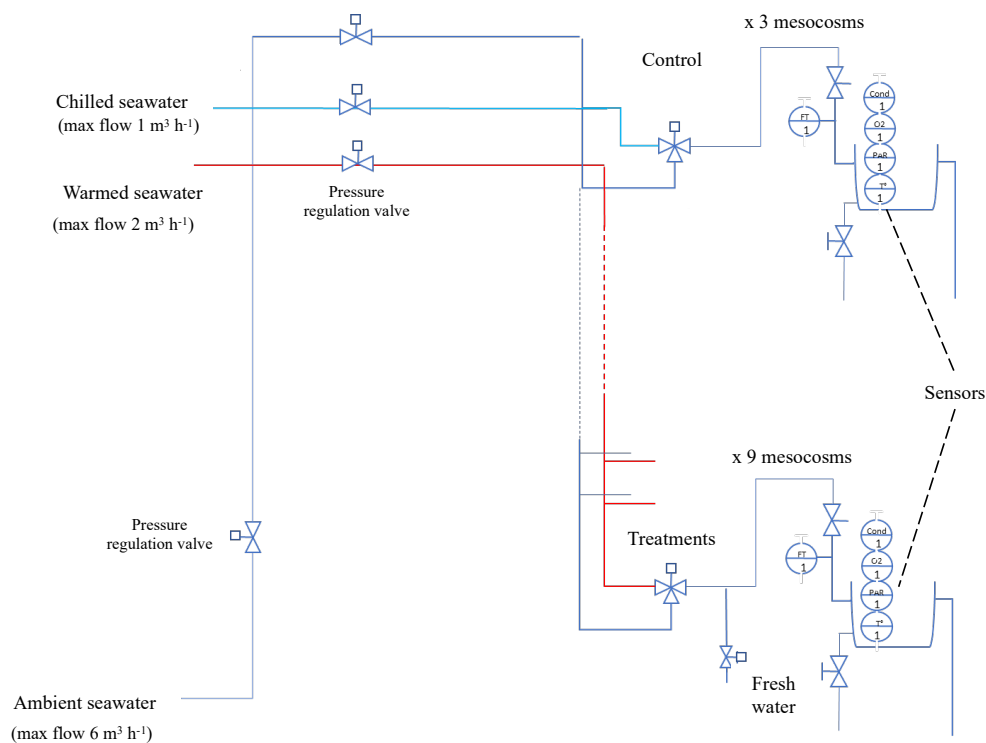 x 3 mesocosms
Control
Chilled seawater
(max flow 1 m³ h⁻¹)
Cond
1
FT
1
O2
1
PAR
1
T°
1
Warmed seawater
(max flow 2 m³ h⁻¹)
Pressure
regulation valve
Sensors
x 9 mesocosms
Pressure
regulation valve
Treatments
Cond
1
FT
1
O2
1
PAR
1
T°
1
Fresh
water
Ambient seawater
(max flow 6 m³ h⁻¹)